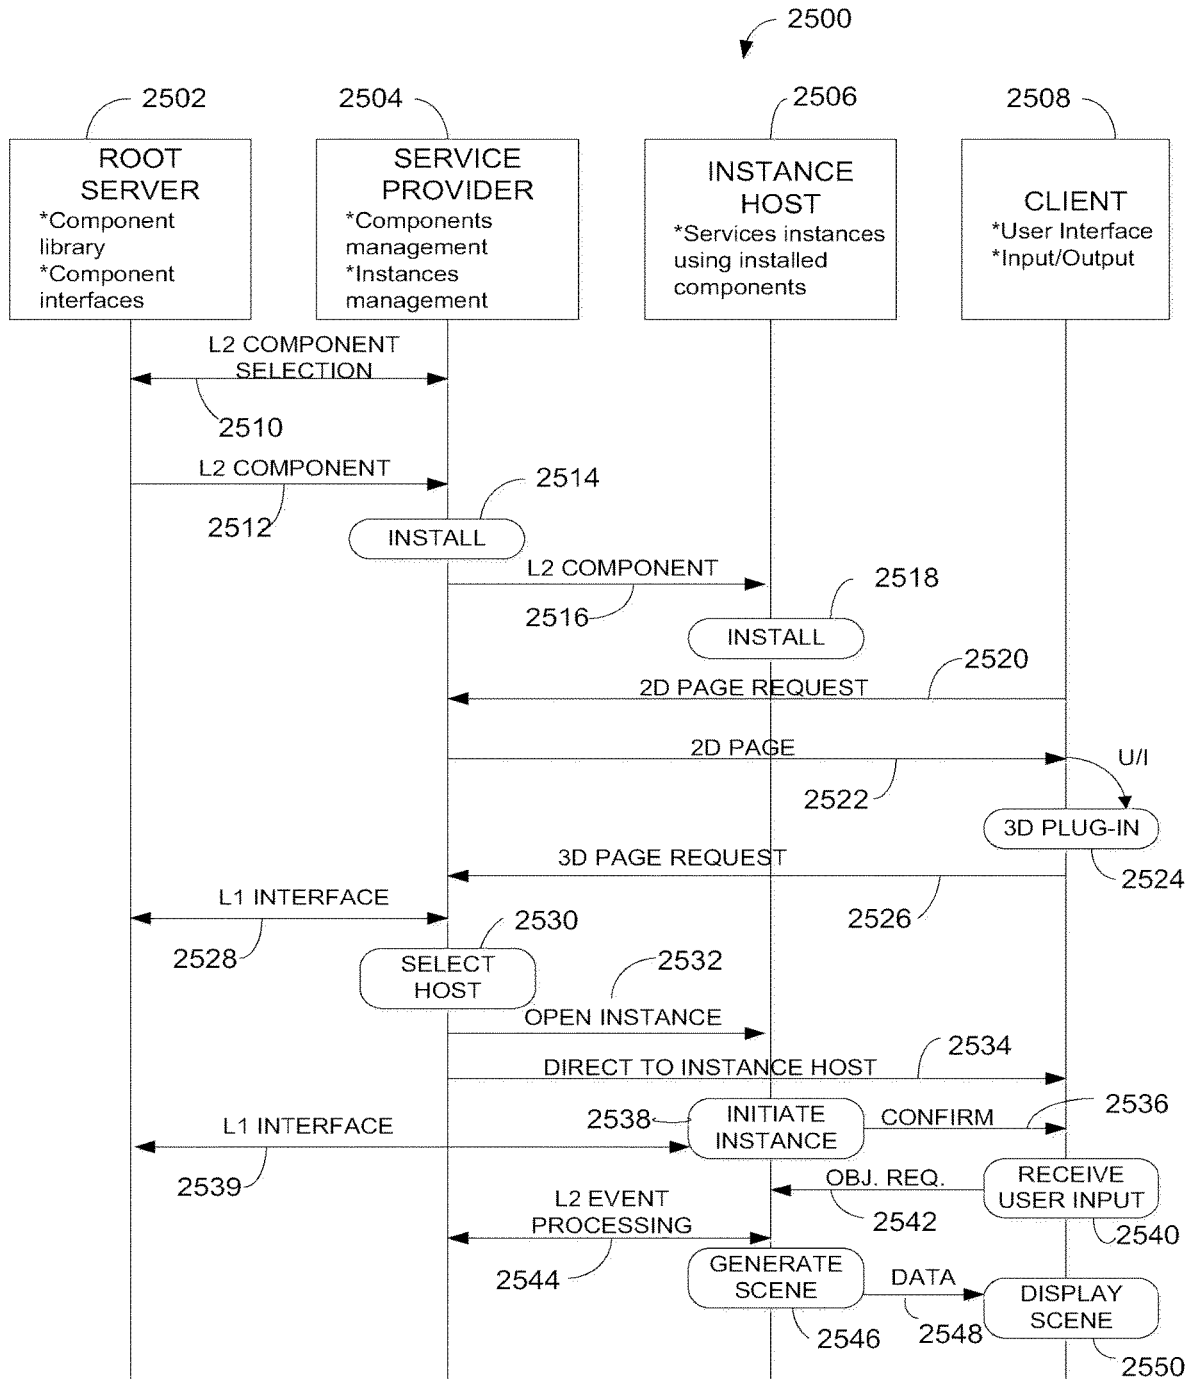 2500
2502
2504
2506
2508
ROOT
SERVER
*Component
library
*Component
interfaces
SERVICE
PROVIDER
*Components
management
*Instances
management
INSTANCE
HOST
*Services instances
using installed
components
CLIENT
*User Interface
*Input/Output
L2 COMPONENT
SELECTION
2510
L2 COMPONENT
2512
2514
INSTALL
L2 COMPONENT
2516
2518
INSTALL
2520
2D PAGE REQUEST
2D PAGE
2522
U/I
3D PLUG-IN
2524
3D PAGE REQUEST
2526
L1 INTERFACE
2528
2530
SELECT
HOST
2532
OPEN INSTANCE
2534
DIRECT TO INSTANCE HOST
2538
INITIATE
INSTANCE
CONFIRM
2536
L1 INTERFACE
2539
RECEIVE
USER INPUT
2540
OBJ. REQ.
2542
L2 EVENT
PROCESSING
2544
GENERATE
SCENE
2546
DATA
2548
DISPLAY
SCENE
2550